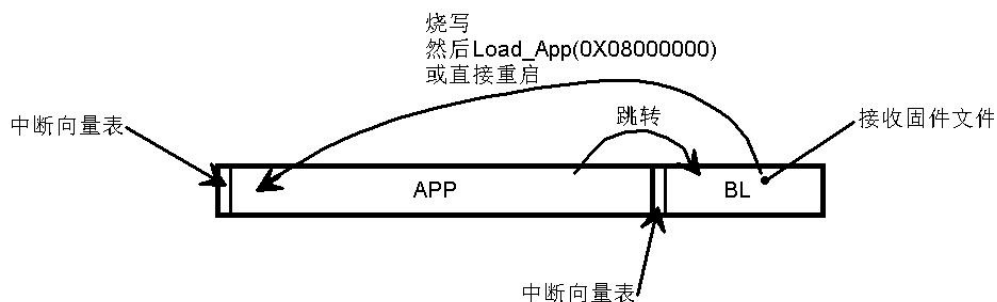 烧写
然后Load_App(0X08000000)
或直接重启
中断向量表
跳转
接收固件文件
APP
BL
中断向量表